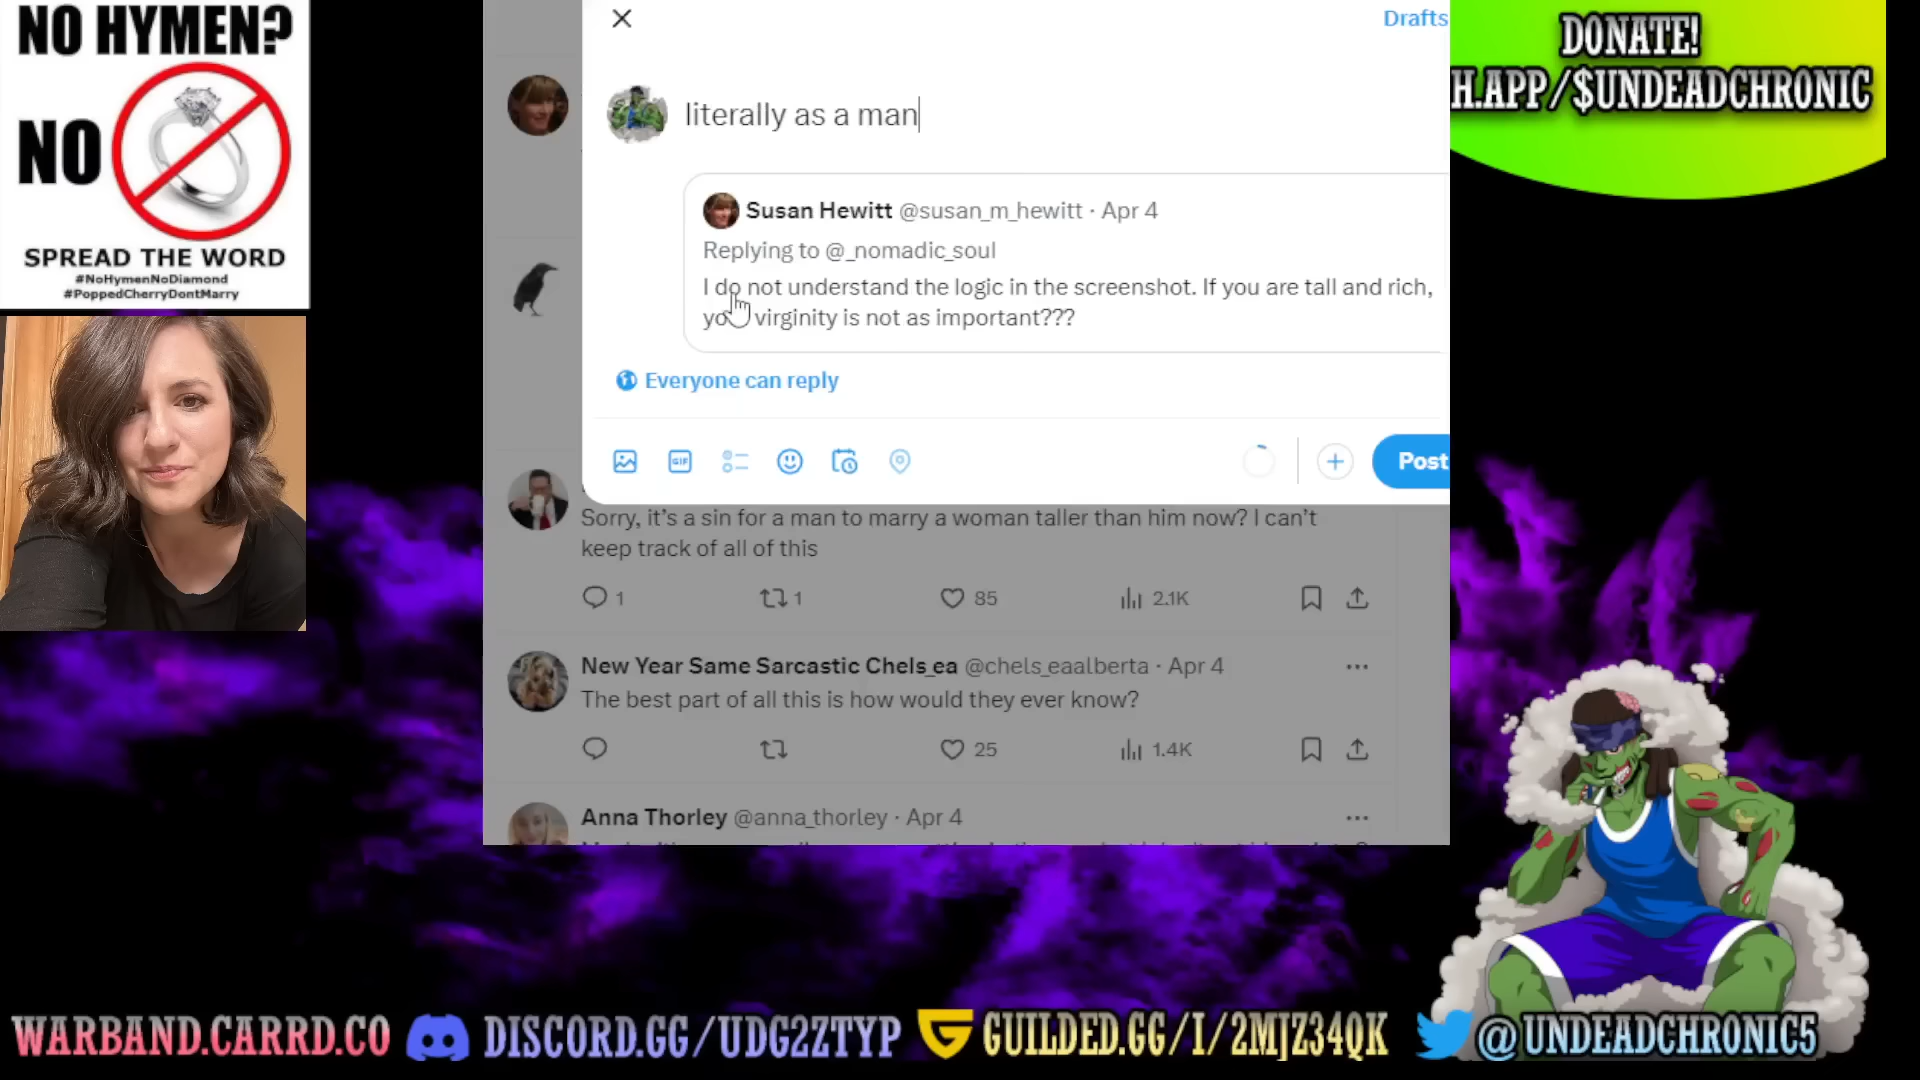 NO HYMEN?
NO
SPREAD THE WORD
#NoHymenNoDiamond
#PoppedCherryDontMarry
Drafts
literally as a man
Susan Hewitt @susan_m_hewitt · Apr 4
Replying to @_nomadic_soul
I do not understand the logic in the screenshot. If you are tall and rich,
virginity is not as important???
Everyone can reply
GIF
Post
Sorry, it's a sin for a man to marry a woman taller than him now? I can't
keep track of all of this
1 1 85 2.1K
New Year Same Sarcastic Chels_ea @chels_eaalberta · Apr 4
The best part of all this is how would they ever know?
25 1.4K
Anna Thorley @anna_thorley · Apr 4
DONATE!
H.APP/$UNDEADCHRONIC
WARBAND.CARRD.CO DISCORD.GG/UDG2ZTYP GUILDED.GG/I/2MJZ34QK @UNDEADCHRONIC5